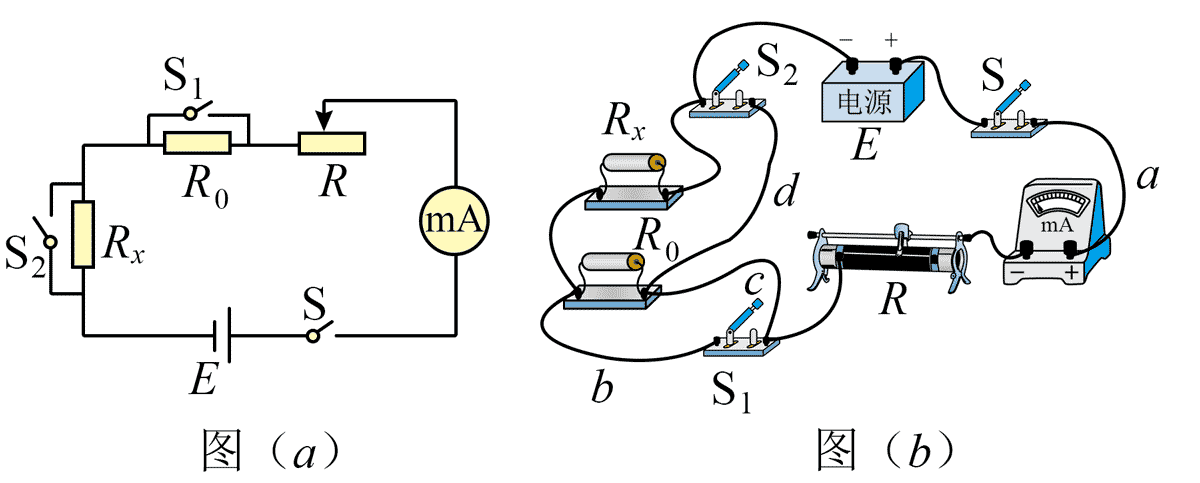 S₁
R₀
R
S₂
Rₓ
mA
S
E
图（a）
S₂
− +
S
电源
E
Rₓ
a
d
mA
− +
R₀
c
R
b
S₁
图（b）